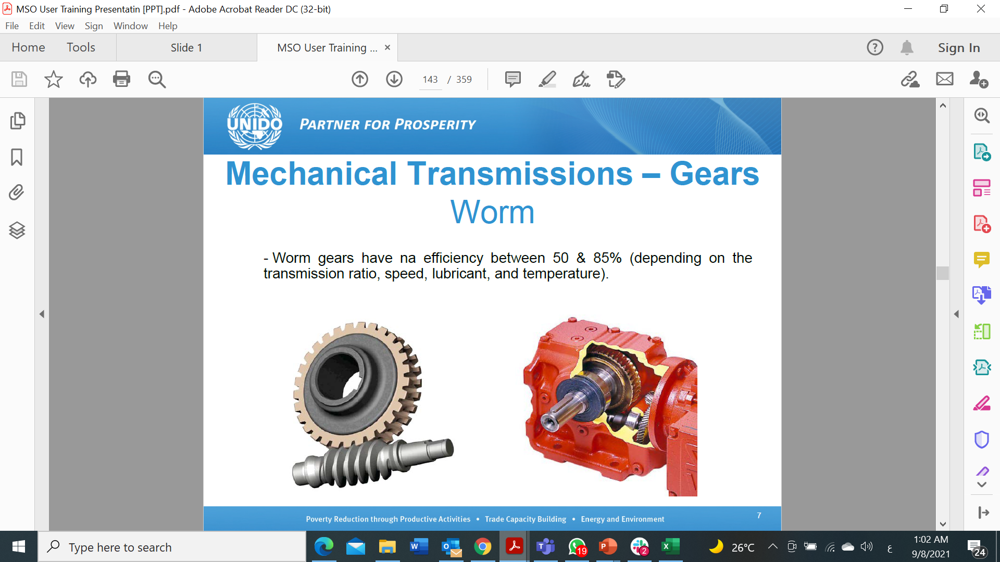 MSO User Training Presentatin [PPT].pdf - Adobe Acrobat Reader DC (32-bit)
File Edit View Sign Window Help
Home Tools Slide 1 MSO User Training ... Sign In
143 / 359
UNIDO PARTNER FOR PROSPERITY
Mechanical Transmissions – Gears
Worm
- Worm gears have na efficiency between 50 & 85% (depending on the
transmission ratio, speed, lubricant, and temperature).
Poverty Reduction through Productive Activities • Trade Capacity Building • Energy and Environment 7
Type here to search
19
2
26°C
ع
1:02 AM
9/8/2021
24